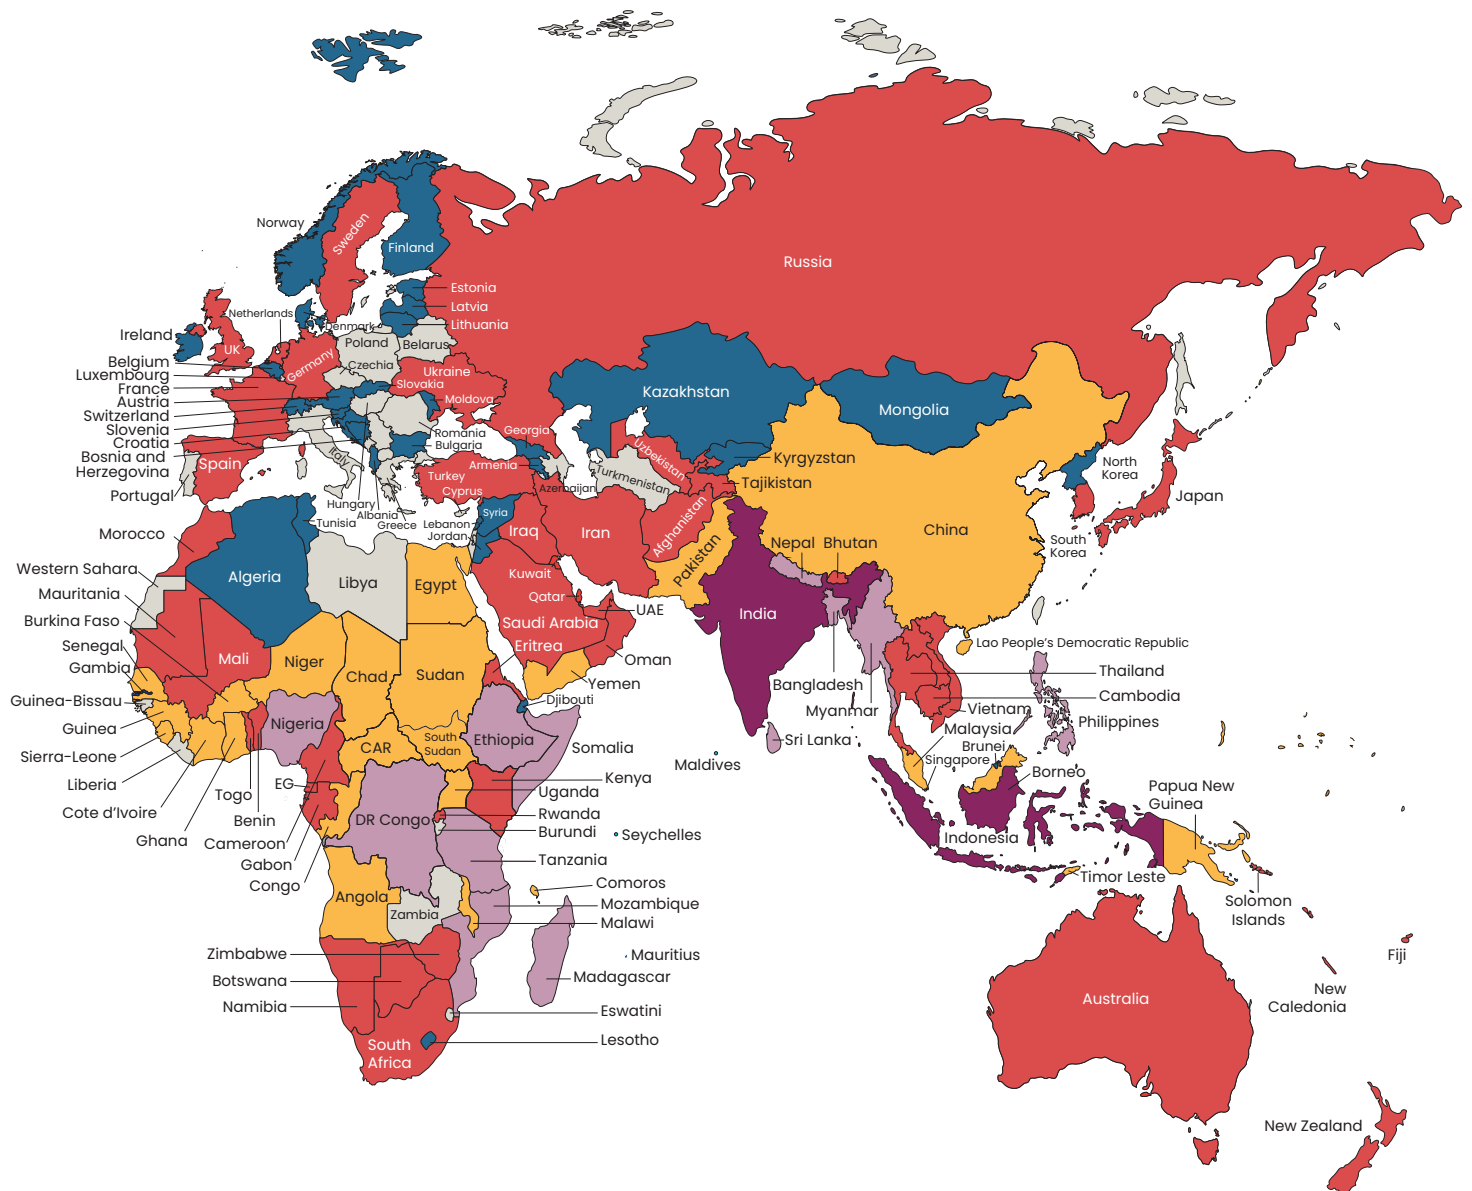 Norway
Sweden
Finland
Russia
Estonia
Latvia
Lithuania
Netherlands
Denmark
Ireland
UK
Poland
Belarus
Belgium
Germany
Czechia
Luxembourg
France
Ukraine
Slovakia
Austria
Moldova
Switzerland
Slovenia
Croatia
Romania
Bulgaria
Georgia
Bosnia and
Herzegovina
Portugal
Spain
Italy
Hungary
Albania
Greece
Armenia
Turkey
Cyprus
Azerbaijan
Turkmenistan
Uzbekistan
Kazakhstan
Mongolia
Kyrgyzstan
Tajikistan
North
Korea
South
Korea
Japan
China
Morocco
Tunisia
Lebanon
Jordan
Syria
Iraq
Iran
Afghanistan
Pakistan
Nepal
Bhutan
Western Sahara
Algeria
Libya
Egypt
Kuwait
Qatar
UAE
Saudi Arabia
India
Mauritania
Burkina Faso
Senegal
Gambia
Mali
Niger
Chad
Sudan
Eritrea
Oman
Yemen
Djibouti
Lao People's Democratic Republic
Thailand
Cambodia
Bangladesh
Myanmar
Vietnam
Philippines
Guinea-Bissau
Guinea
Sierra-Leone
Liberia
Cote d'Ivoire
Ghana
Togo
Benin
Nigeria
EG
Cameroon
Gabon
Congo
CAR
South
Sudan
Ethiopia
Somalia
Sri Lanka
Maldives
Malaysia
Brunei
Singapore
Borneo
Indonesia
Papua New
Guinea
Kenya
Uganda
Rwanda
Burundi
DR Congo
Seychelles
Tanzania
Timor Leste
Comoros
Mozambique
Malawi
Angola
Zambia
Solomon
Islands
Zimbabwe
Mauritius
Fiji
Botswana
Madagascar
Namibia
Australia
New
Caledonia
Eswatini
South
Africa
Lesotho
New Zealand